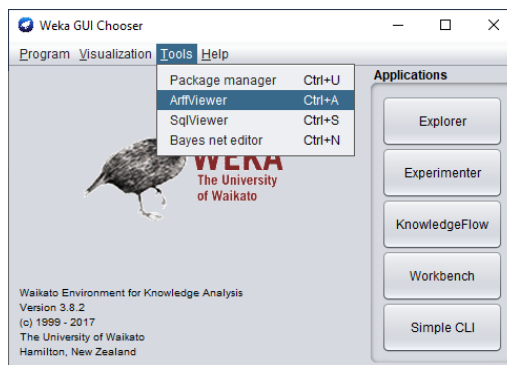 Weka GUI Chooser
Program Visualization Tools Help
Package manager Ctrl+U
ArffViewer Ctrl+A
SqlViewer Ctrl+S
Bayes net editor Ctrl+N
WEKA
The University
of Waikato
Waikato Environment for Knowledge Analysis
Version 3.8.2
(c) 1999 - 2017
The University of Waikato
Hamilton, New Zealand
Applications
Explorer
Experimenter
KnowledgeFlow
Workbench
Simple CLI